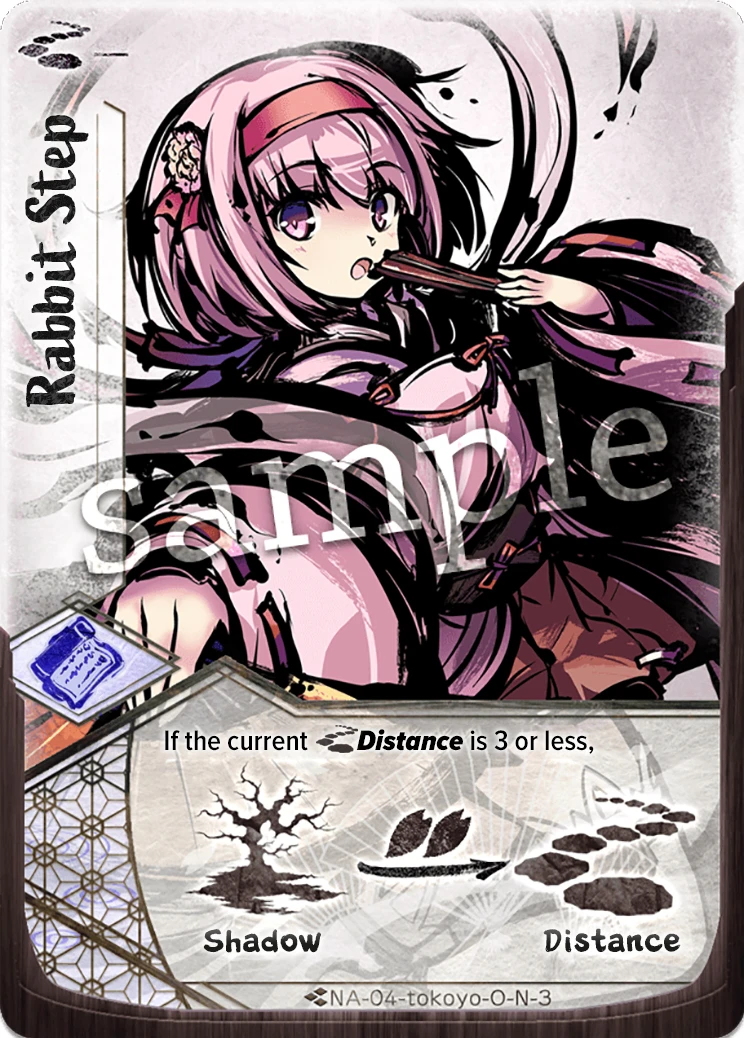 Rabbit Step
sample
If the current Distance is 3 or less,
Shadow
Distance
NA-04-tokoyo-O-N-3